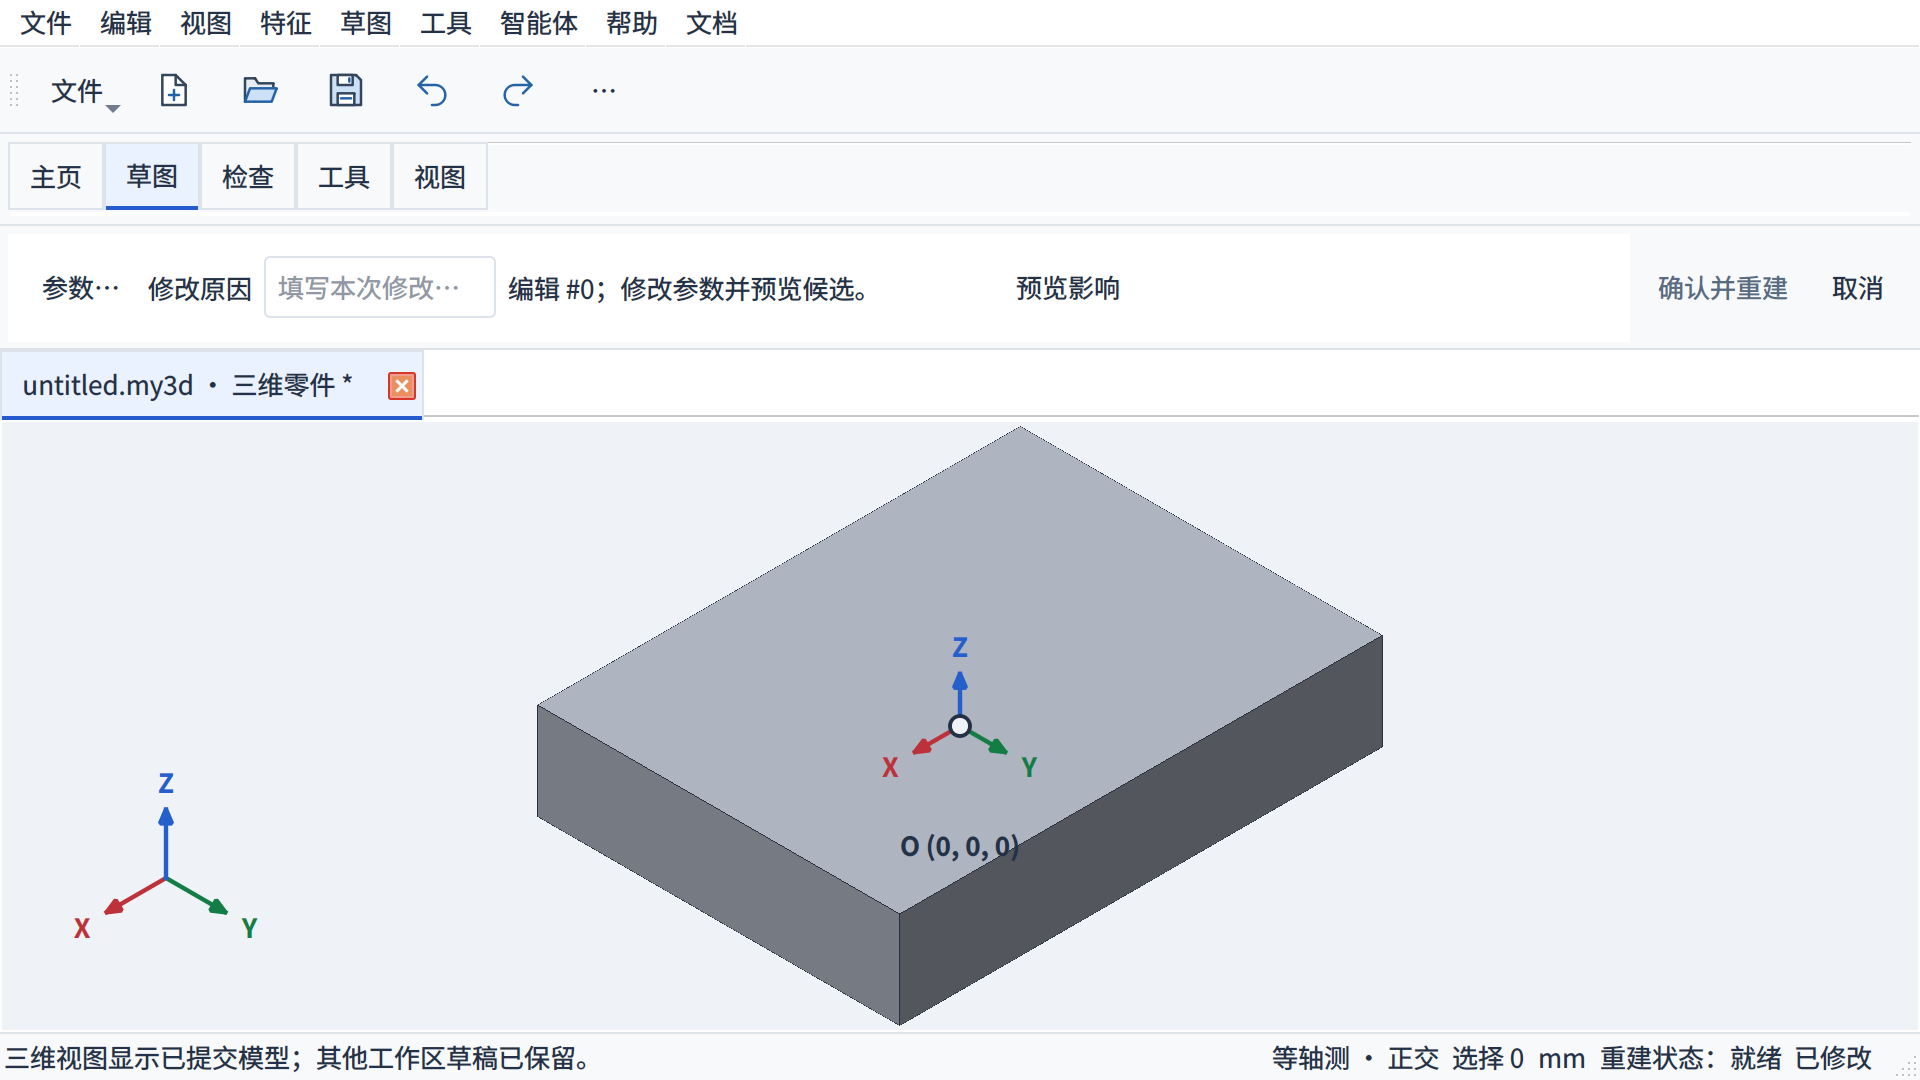 文件 编辑 视图 特征 草图 工具 智能体 帮助 文档
文件 ···
主页 草图 检查 工具 视图
参数··· 修改原因 填写本次修改··· 编辑 #0；修改参数并预览候选。 预览影响 确认并重建 取消
untitled.my3d · 三维零件 *
Z
X Y
O (0, 0, 0)
Z
X Y
三维视图显示已提交模型；其他工作区草稿已保留。 等轴测 · 正交 选择 0 mm 重建状态：就绪 已修改